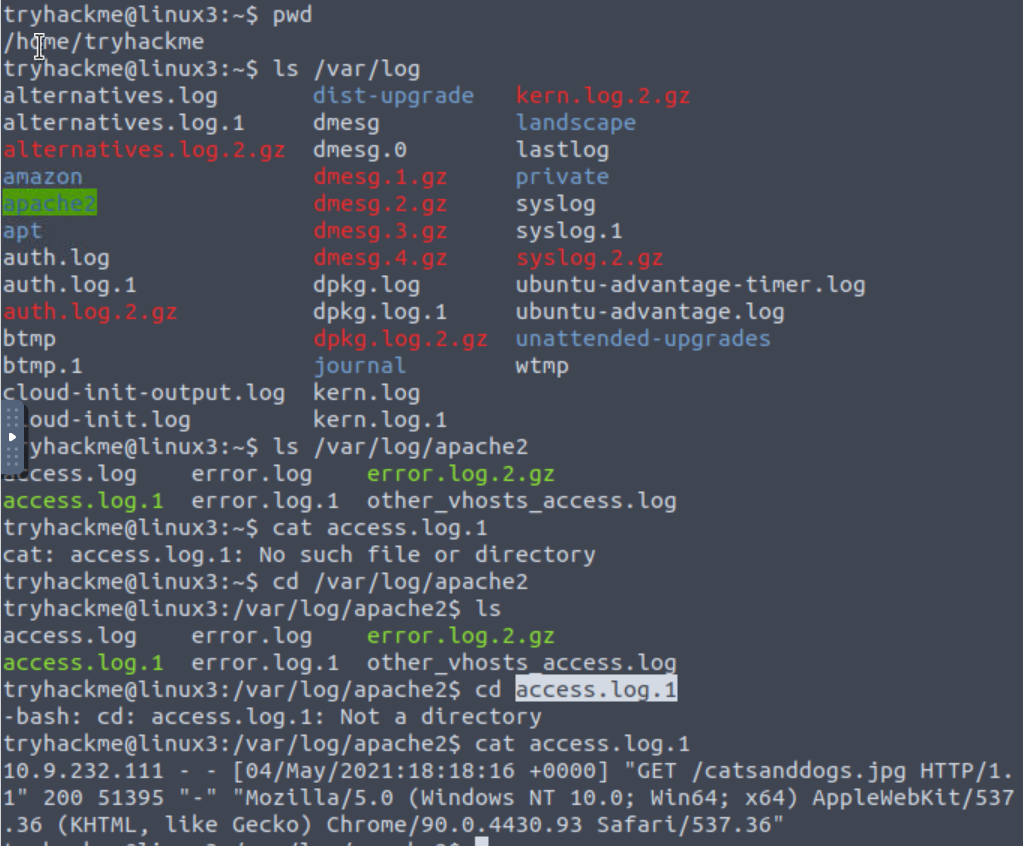 tryhackme@linux3:~$ pwd
/home/tryhackme
tryhackme@linux3:~$ ls /var/log
alternatives.log dist-upgrade kern.log.2.gz
alternatives.log.1 dmesg landscape
alternatives.log.2.gz dmesg.0 lastlog
amazon dmesg.1.gz private
apache2 dmesg.2.gz syslog
apt dmesg.3.gz syslog.1
auth.log dmesg.4.gz syslog.2.gz
auth.log.1 dpkg.log ubuntu-advantage-timer.log
auth.log.2.gz dpkg.log.1 ubuntu-advantage.log
btmp dpkg.log.2.gz unattended-upgrades
btmp.1 journal wtmp
cloud-init-output.log kern.log
loud-init.log kern.log.1
ryhackme@linux3:~$ ls /var/log/apache2
access.log error.log error.log.2.gz
access.log.1 error.log.1 other_vhosts_access.log
tryhackme@linux3:~$ cat access.log.1
cat: access.log.1: No such file or directory
tryhackme@linux3:~$ cd /var/log/apache2
tryhackme@linux3:/var/log/apache2$ ls
access.log error.log error.log.2.gz
access.log.1 error.log.1 other_vhosts_access.log
tryhackme@linux3:/var/log/apache2$ cd access.log.1
-bash: cd: access.log.1: Not a directory
tryhackme@linux3:/var/log/apache2$ cat access.log.1
10.9.232.111 - - [04/May/2021:18:18:16 +0000] "GET /catsanddogs.jpg HTTP/1.
1" 200 51395 "-" "Mozilla/5.0 (Windows NT 10.0; Win64; x64) AppleWebKit/537
.36 (KHTML, like Gecko) Chrome/90.0.4430.93 Safari/537.36"